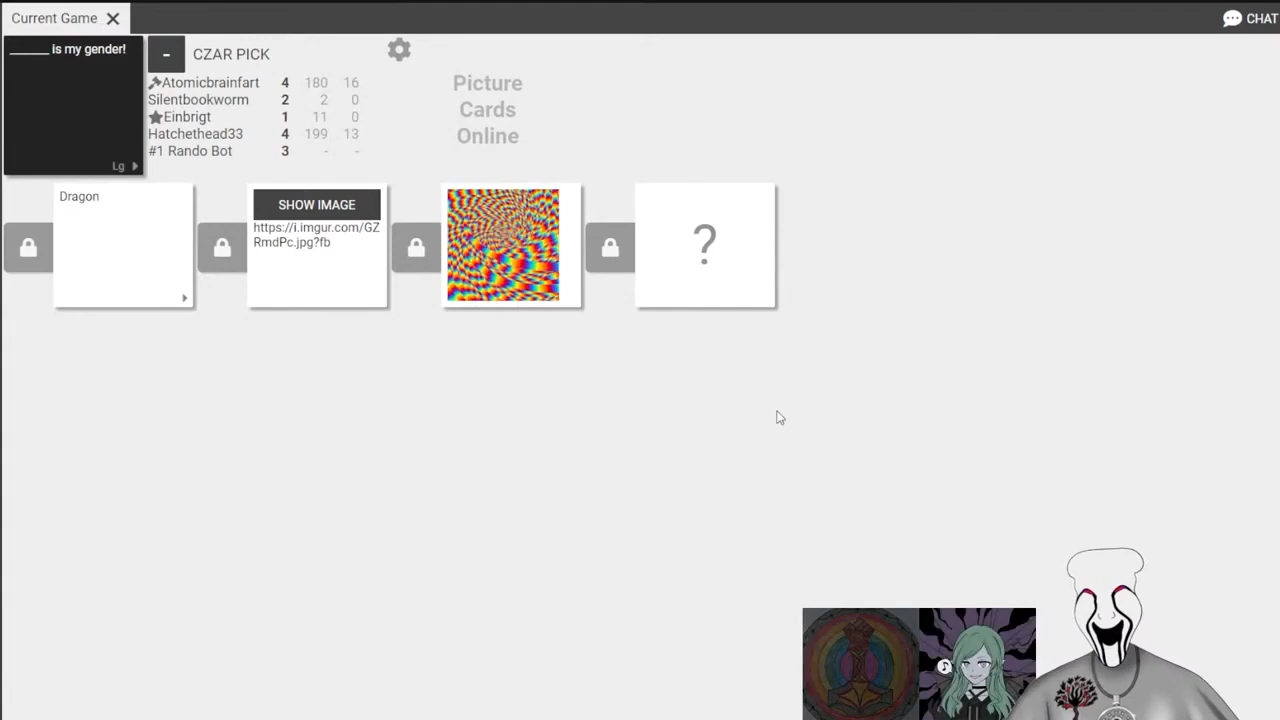 Current Game
CHAT
______ is my gender!
Lg
-
CZAR PICK
Atomicbrainfart 4 180 16
Silentbookworm 2 2 0
Einbrigt 1 11 0
Hatchethead33 4 199 13
#1 Rando Bot 3 - -
Picture
Cards
Online
Dragon
SHOW IMAGE
https://i.imgur.com/GZ
RmdPc.jpg?fb
?